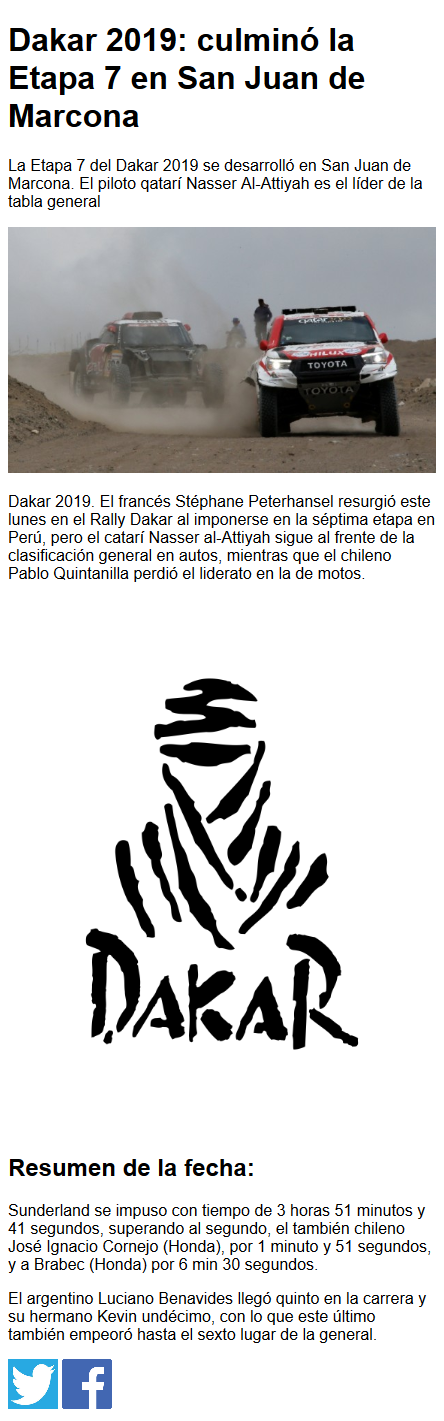 Dakar 2019: culminó la
Etapa 7 en San Juan de
Marcona
La Etapa 7 del Dakar 2019 se desarrolló en San Juan de
Marcona. El piloto qatarí Nasser Al-Attiyah es el líder de la
tabla general
HILUX
TOYOTA
TOYOTA
Dakar 2019. El francés Stéphane Peterhansel resurgió este
lunes en el Rally Dakar al imponerse en la séptima etapa en
Perú, pero el catarí Nasser al-Attiyah sigue al frente de la
clasificación general en autos, mientras que el chileno
Pablo Quintanilla perdió el liderato en la de motos.
DAKAR
Resumen de la fecha:
Sunderland se impuso con tiempo de 3 horas 51 minutos y
41 segundos, superando al segundo, el también chileno
José Ignacio Cornejo (Honda), por 1 minuto y 51 segundos,
y a Brabec (Honda) por 6 min 30 segundos.
El argentino Luciano Benavides llegó quinto en la carrera y
su hermano Kevin undécimo, con lo que este último
también empeoró hasta el sexto lugar de la general.